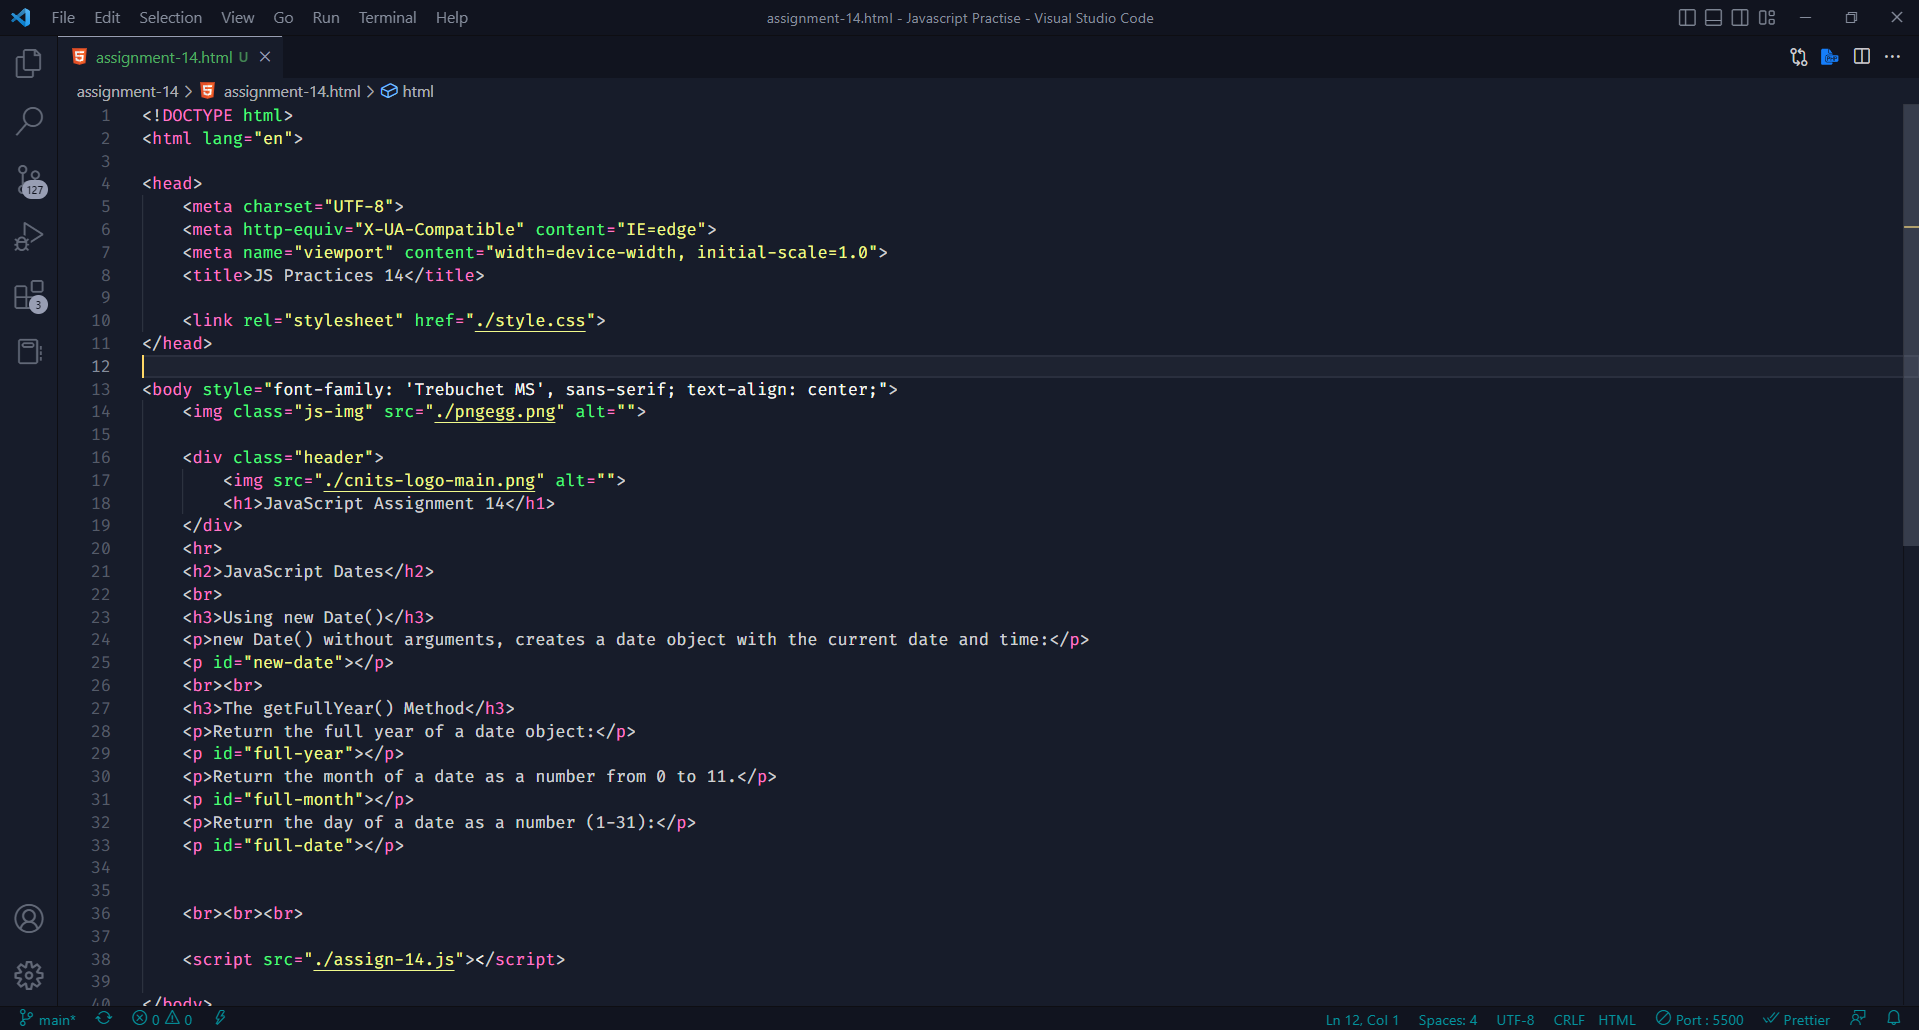 File Edit Selection View Go Run Terminal Help assignment-14.html - Javascript Practise - Visual Studio Code
assignment-14.html U
assignment-14 > assignment-14.html > html
1 <!DOCTYPE html>
2 <html lang="en">
3
4 <head>
5 <meta charset="UTF-8">
6 <meta http-equiv="X-UA-Compatible" content="IE=edge">
7 <meta name="viewport" content="width=device-width, initial-scale=1.0">
8 <title>JS Practices 14</title>
9
10 <link rel="stylesheet" href="./style.css">
11 </head>
12
13 <body style="font-family: 'Trebuchet MS', sans-serif; text-align: center;">
14 <img class="js-img" src="./pngegg.png" alt="">
15
16 <div class="header">
17 <img src="./cnits-logo-main.png" alt="">
18 <h1>JavaScript Assignment 14</h1>
19 </div>
20 <hr>
21 <h2>JavaScript Dates</h2>
22 <br>
23 <h3>Using new Date()</h3>
24 <p>new Date() without arguments, creates a date object with the current date and time:</p>
25 <p id="new-date"></p>
26 <br><br>
27 <h3>The getFullYear() Method</h3>
28 <p>Return the full year of a date object:</p>
29 <p id="full-year"></p>
30 <p>Return the month of a date as a number from 0 to 11.</p>
31 <p id="full-month"></p>
32 <p>Return the day of a date as a number (1-31):</p>
33 <p id="full-date"></p>
34
35
36 <br><br><br>
37
38 <script src="./assign-14.js"></script>
39
40 </body>
127
3
main* 0 0 Ln 12, Col 1 Spaces: 4 UTF-8 CRLF HTML Port : 5500 Prettier